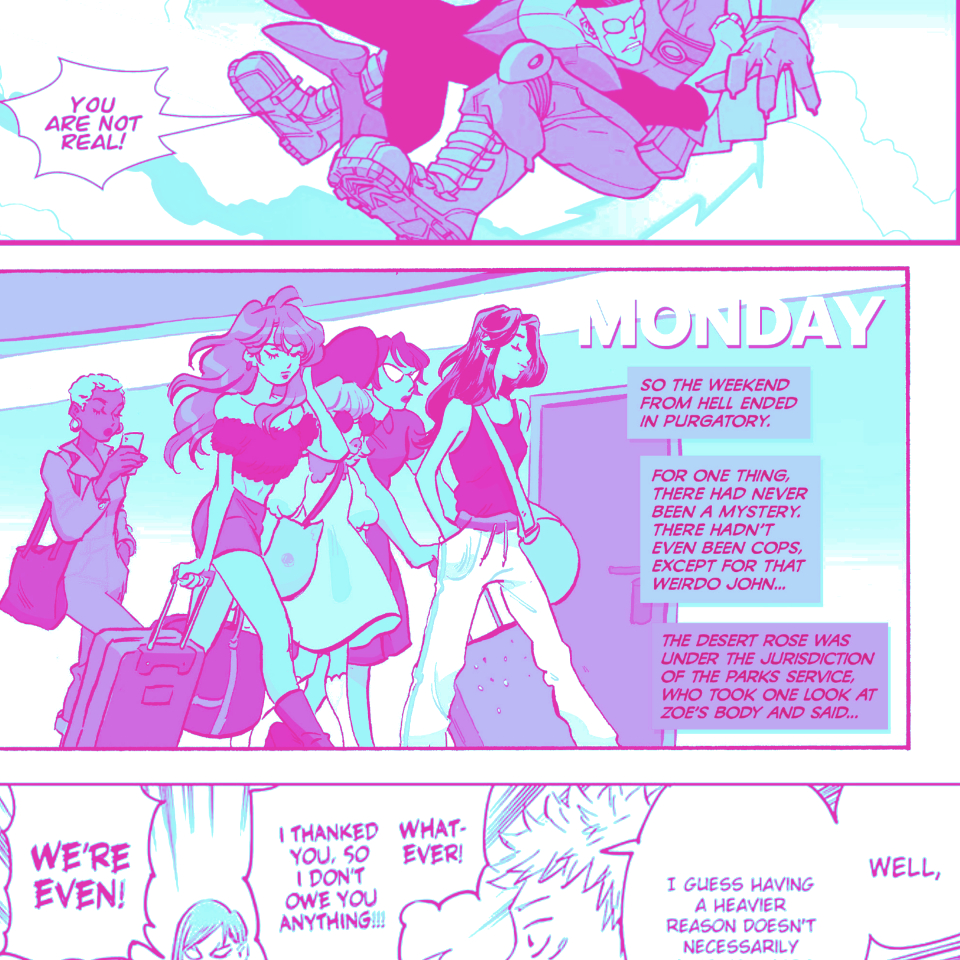 YOU
ARE NOT
REAL!
MONDAY
SO THE WEEKEND
FROM HELL ENDED
IN PURGATORY.
FOR ONE THING,
THERE HAD NEVER
BEEN A MYSTERY.
THERE HADN'T
EVEN BEEN COPS,
EXCEPT FOR THAT
WEIRDO JOHN...
THE DESERT ROSE WAS
UNDER THE JURISDICTION
OF THE PARKS SERVICE,
WHO TOOK ONE LOOK AT
ZOE'S BODY AND SAID...
WE'RE
EVEN!
I THANKED
YOU, SO
I DON'T
OWE YOU
ANYTHING!!!
WHAT-
EVER!
I GUESS HAVING
A HEAVIER
REASON DOESN'T
NECESSARILY
WELL,